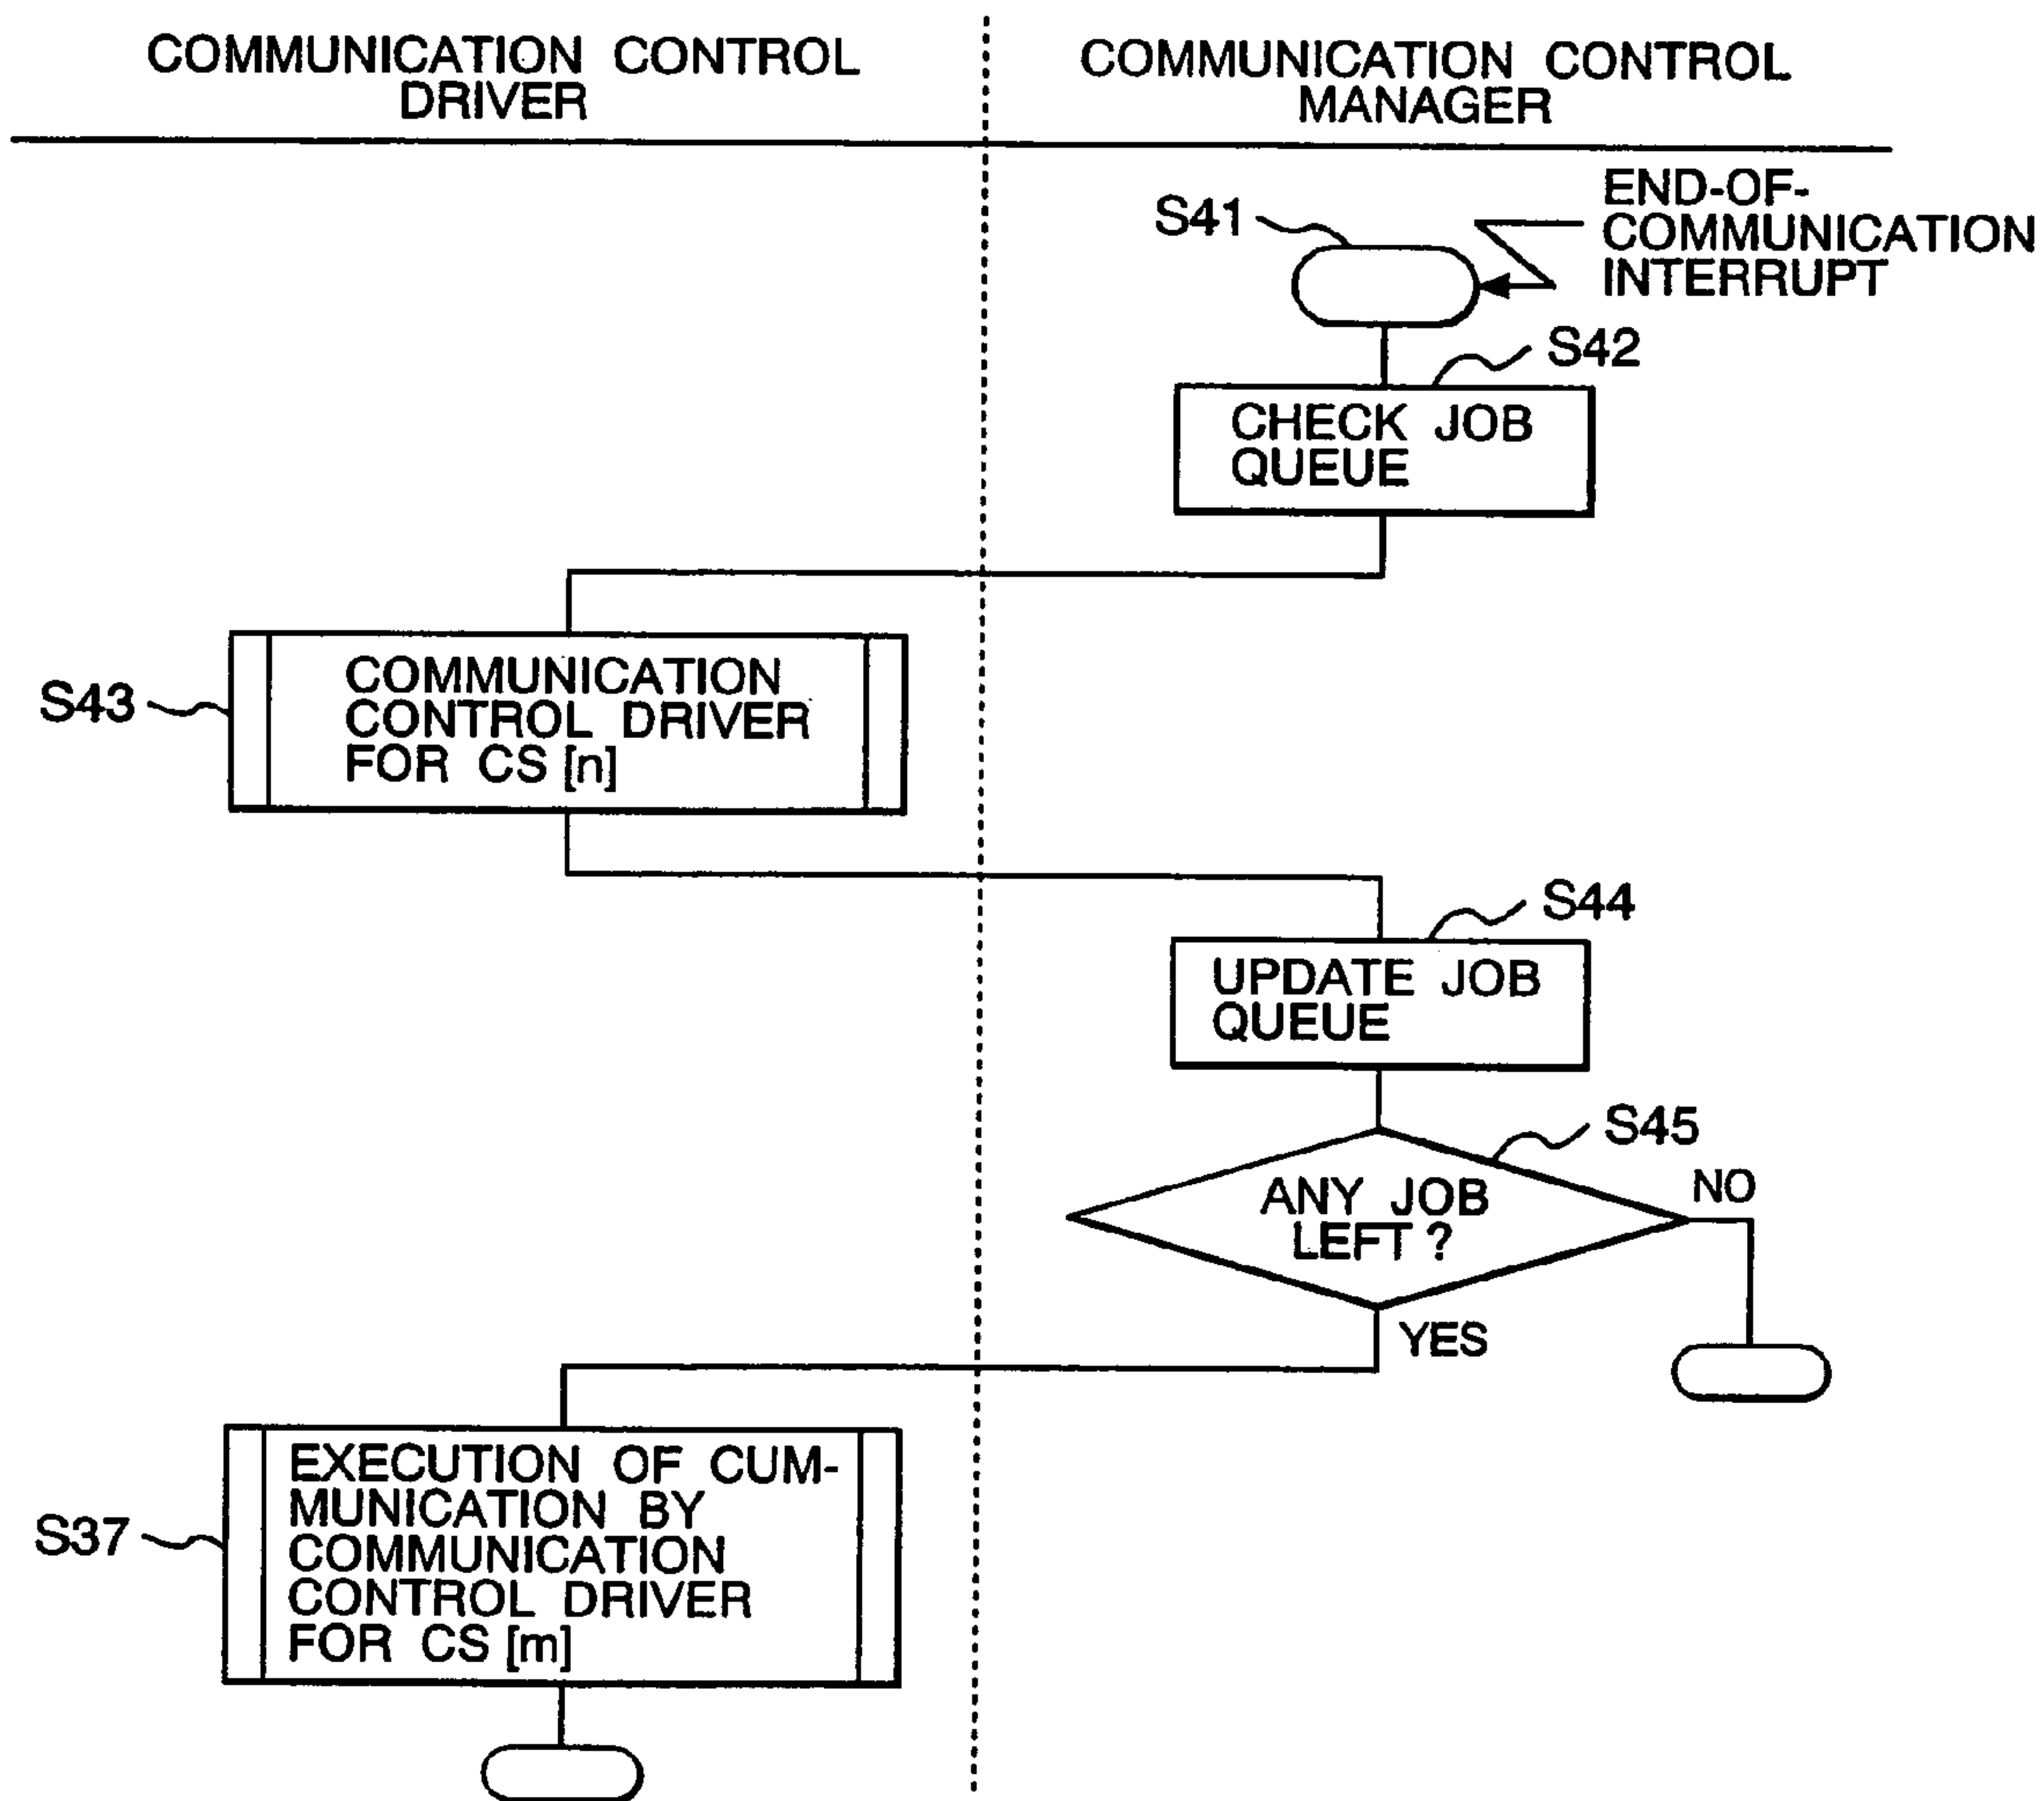 COMMUNICATION CONTROL
DRIVER
COMMUNICATION CONTROL
MANAGER
S41
END-OF-
COMMUNICATION
INTERRUPT
S42
CHECK JOB
QUEUE
S43
COMMUNICATION
CONTROL DRIVER
FOR CS [n]
S44
UPDATE JOB
QUEUE
S45
ANY JOB
LEFT ?
NO
YES
S37
EXECUTION OF CUM-
MUNICATION BY
COMMUNICATION
CONTROL DRIVER
FOR CS [m]